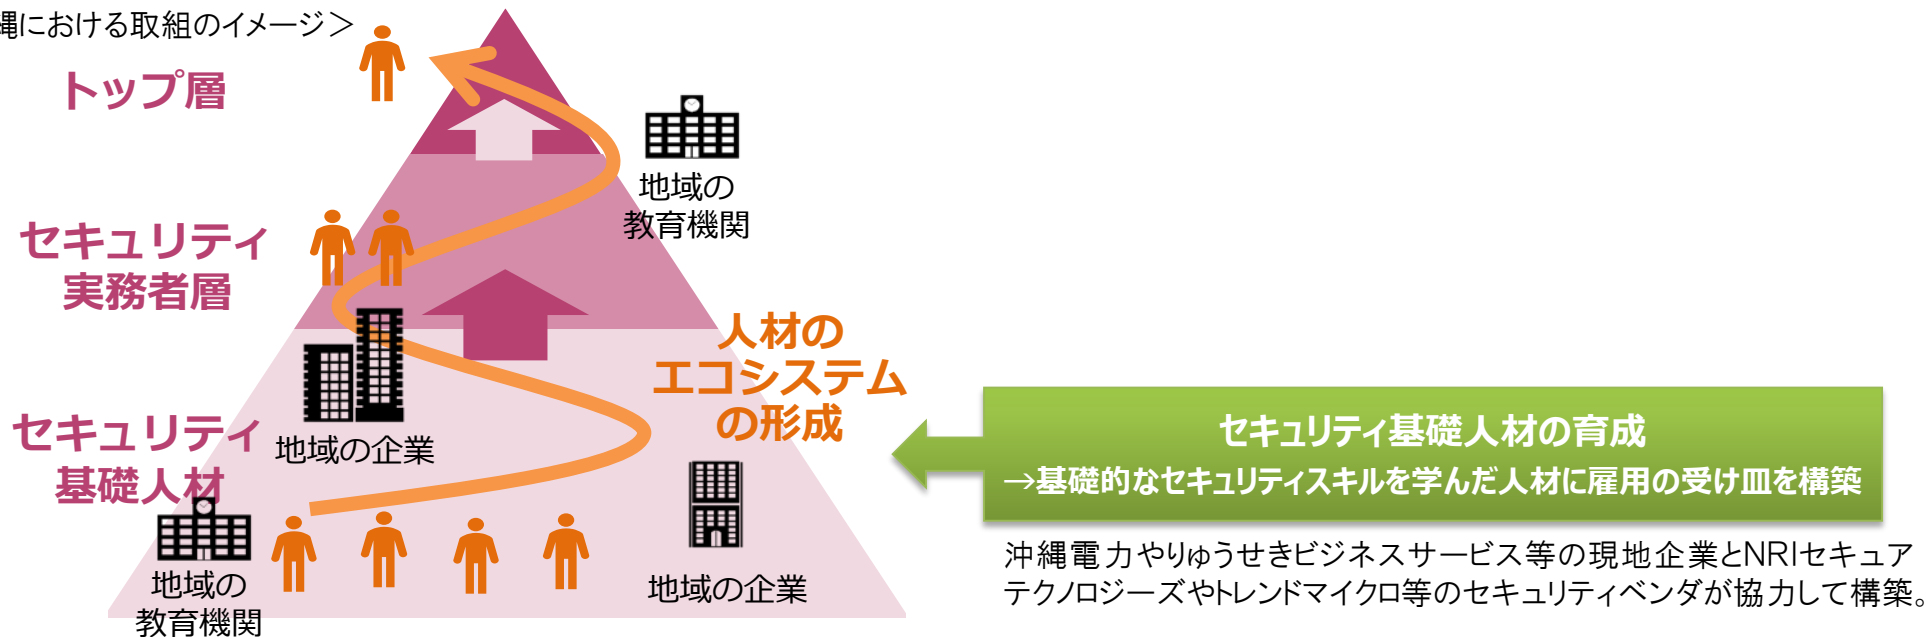 縄における取組のイメージ＞
トップ層
地域の
教育機関
セキュリティ
実務者層
人材の
エコシステム
の形成
セキュリティ
基礎人材
地域の企業
セキュリティ基礎人材の育成
→基礎的なセキュリティスキルを学んだ人材に雇用の受け皿を構築
沖縄電力やりゅうせきビジネスサービス等の現地企業とNRIセキュア
テクノロジーズやトレンドマイクロ等のセキュリティベンダが協力して構築。
地域の
教育機関
地域の企業